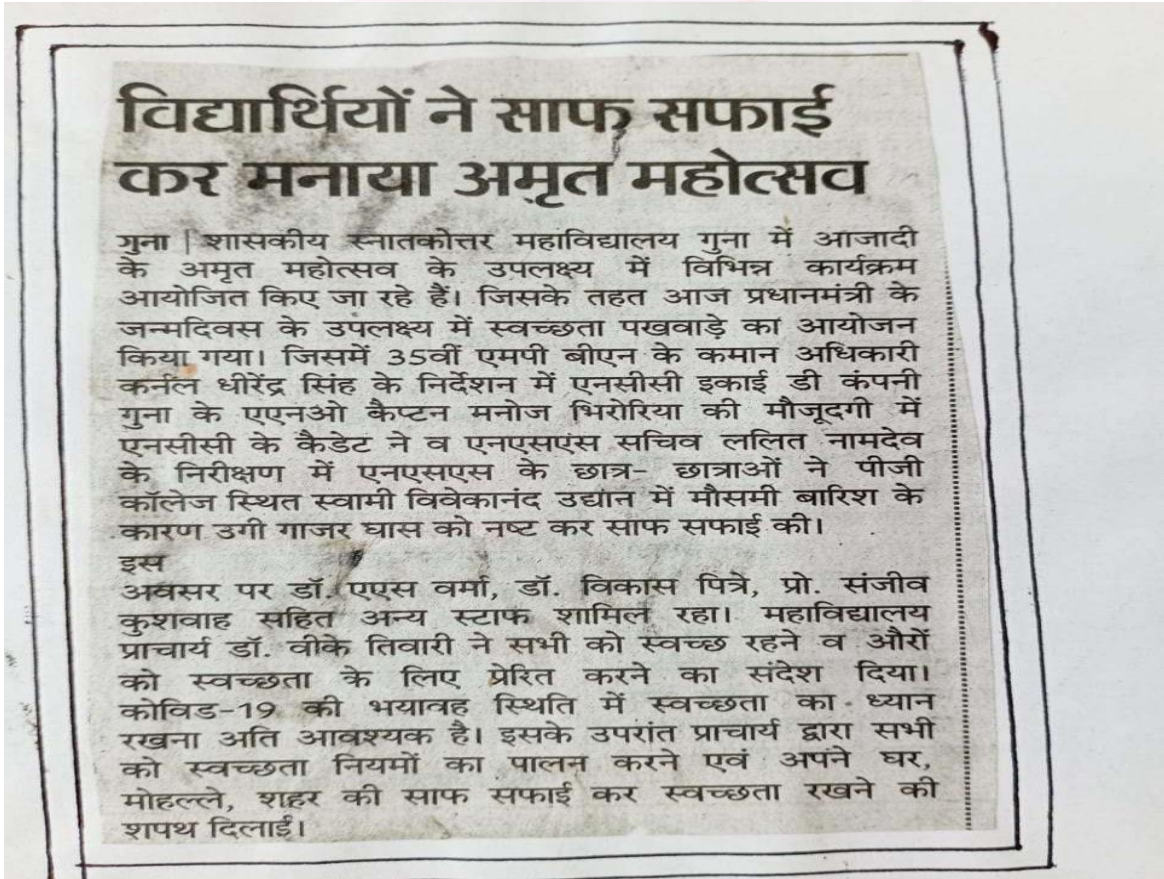 विद्यार्थियों ने साफ सफाई
कर मनाया अमृत महोत्सव
गुना | शासकीय स्नातकोत्तर महाविद्यालय गुना में आजादी
के अमृत महोत्सव के उपलक्ष्य में विभिन्न कार्यक्रम
आयोजित किए जा रहे हैं। जिसके तहत आज प्रधानमंत्री के
जन्मदिवस के उपलक्ष्य में स्वच्छता पखवाड़े का आयोजन
किया गया। जिसमें 35वीं एमपी बीएन के कमान अधिकारी
कर्नल धीरेंद्र सिंह के निर्देशन में एनसीसी इकाई डी कंपनी
गुना के एएनओ कैप्टन मनोज भिरोरिया की मौजूदगी में
एनसीसी के कैडेट ने व एनएसएस सचिव ललित नामदेव
के निरीक्षण में एनएसएस के छात्र- छात्राओं ने पीजी
कॉलेज स्थित स्वामी विवेकानंद उद्यान में मौसमी बारिश के
कारण उगी गाजर घास को नष्ट कर साफ सफाई की।
इस
अवसर पर डॉ. एएस वर्मा, डॉ. विकास पित्रे, प्रो. संजीव
कुशवाह सहित अन्य स्टाफ शामिल रहा। महाविद्यालय
प्राचार्य डॉ. वीके तिवारी ने सभी को स्वच्छ रहने व औरों
को स्वच्छता के लिए प्रेरित करने का संदेश दिया।
कोविड-19 की भयावह स्थिति में स्वच्छता का ध्यान
रखना अति आवश्यक है। इसके उपरांत प्राचार्य द्वारा सभी
को स्वच्छता नियमों का पालन करने एवं अपने घर,
मोहल्ले, शहर की साफ सफाई कर स्वच्छता रखने की
शपथ दिलाई।